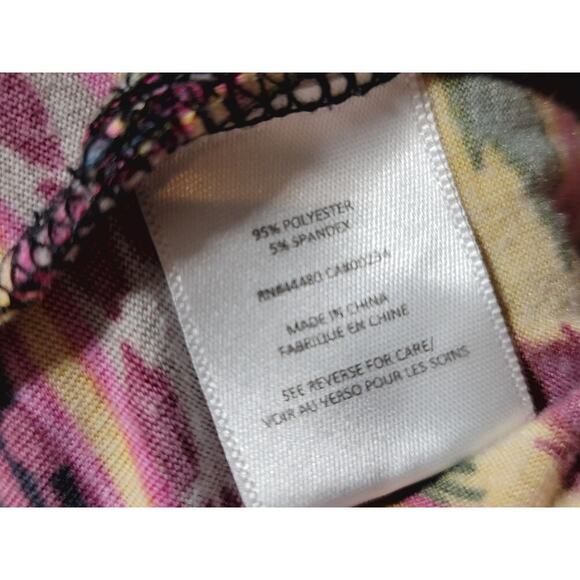 95% POLYESTER
5% SPANDEX
RN#44480 CA#00234
MADE IN CHINA
FABRIQUE EN CHINE
SEE REVERSE FOR CARE/
VOIR AU VERSO POUR LES SOINS